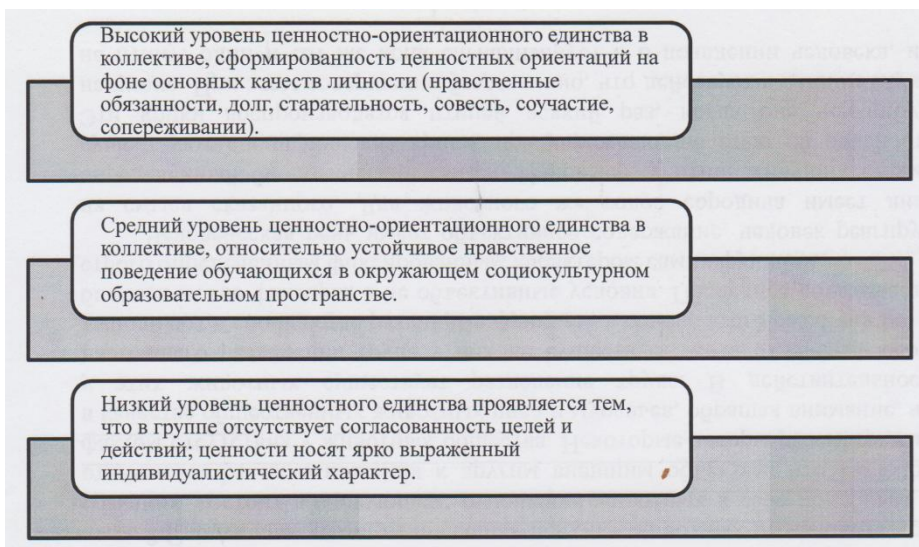 Высокий уровень ценностно-ориентационного единства в
коллективе, сформированность ценностных ориентаций на
фоне основных качеств личности (нравственные
обязанности, долг, старательность, совесть, соучастие,
сопереживании).
Средний уровень ценностно-ориентационного единства в
коллективе, относительно устойчивое нравственное
поведение обучающихся в окружающем социокультурном
образовательном пространстве.
Низкий уровень ценностного единства проявляется тем,
что в группе отсутствует согласованность целей и
действий; ценности носят ярко выраженный
индивидуалистический характер.